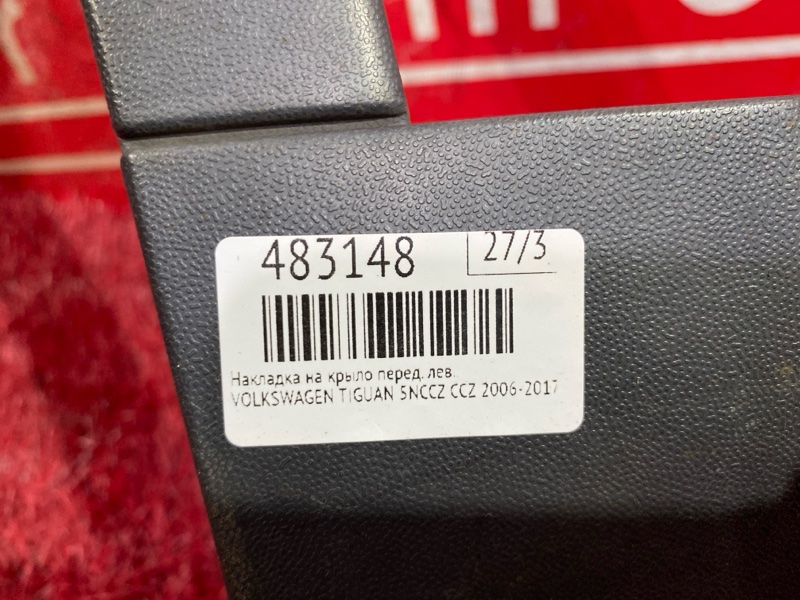 483148 27/3
Накладка на крыло перед. лев.
VOLKSWAGEN TIGUAN 5NCCZ CCZ 2006-2017